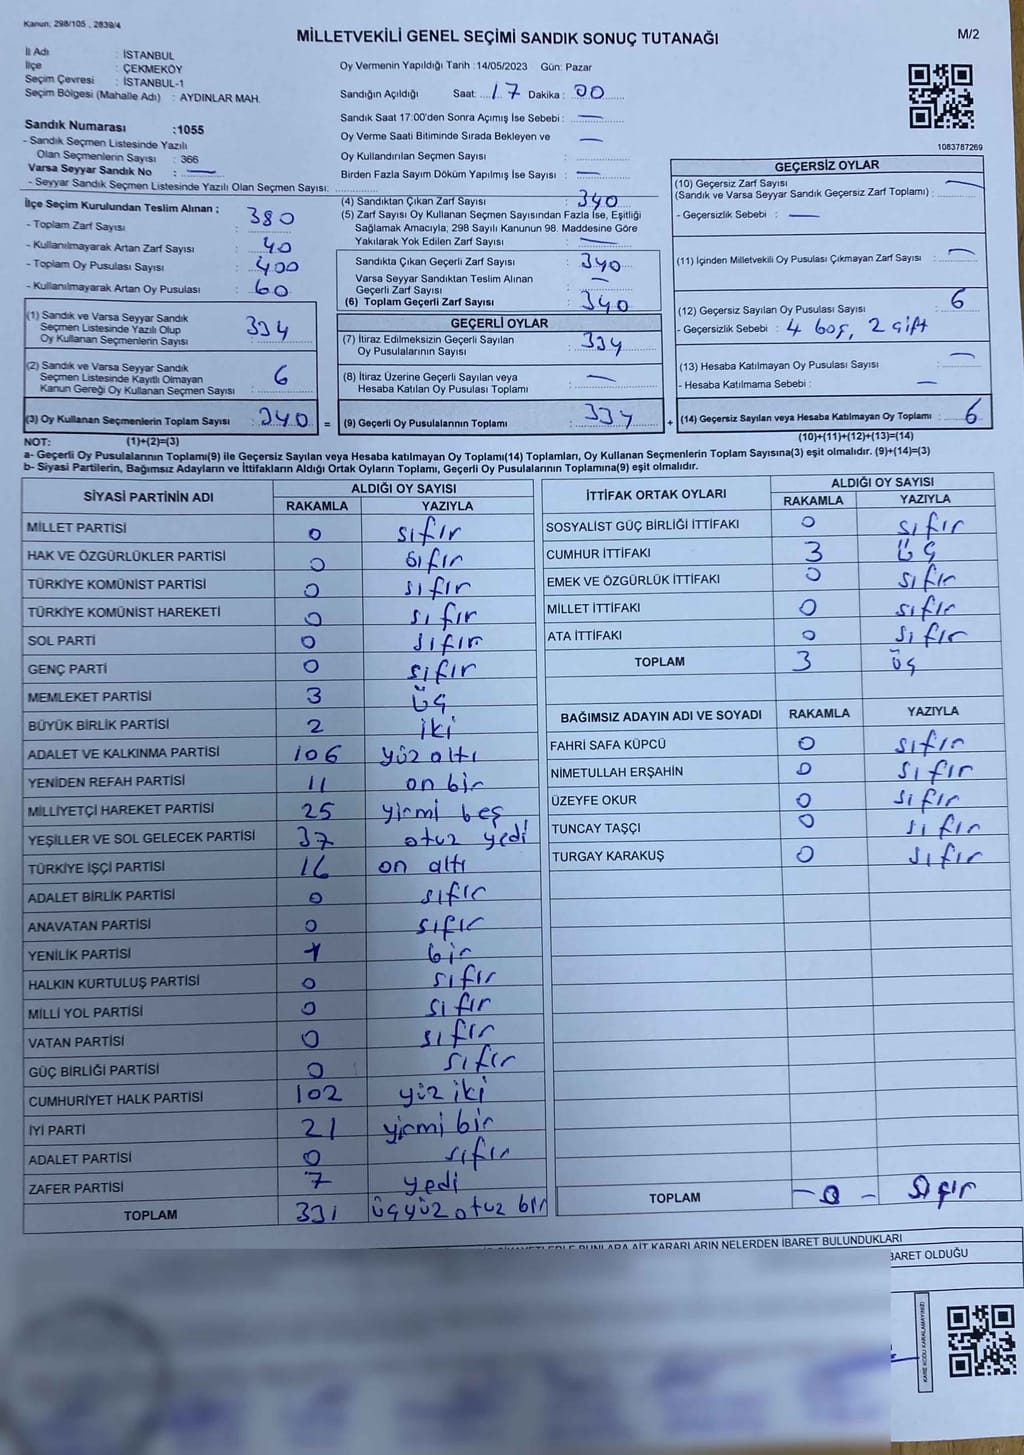 Kanun, 298/105 , 2839/4
MİLLETVEKİLİ GENEL SEÇİMİ SANDIK SONUÇ TUTANAĞI
M/2
İl Adı : İSTANBUL
İlçe : ÇEKMEKÖY
Seçim Çevresi : İSTANBUL-1
Seçim Bölgesi (Mahalle Adı) : AYDINLAR MAH.
Sandık Numarası :1055
- Sandık Seçmen Listesinde Yazılı
Olan Seçmenlerin Sayısı : 366
Varsa Seyyar Sandık No : —
- Seyyar Sandık Seçmen Listesinde Yazılı Olan Seçmen Sayısı:
Oy Vermenin Yapıldığı Tarih :14/05/2023 Gün: Pazar
Sandığın Açıldığı Saat: 17 Dakika : 00
Sandık Saat 17:00'den Sonra Açımış İse Sebebi : —
Oy Verme Saati Bitiminde Sırada Bekleyen ve —
Oy Kullandırılan Seçmen Sayısı :
Birden Fazla Sayım Döküm Yapılmış İse Sayısı : —
1083787269
İlçe Seçim Kurulundan Teslim Alınan ;
- Toplam Zarf Sayısı : 380
- Kullanılmayarak Artan Zarf Sayısı : 40
- Toplam Oy Pusulası Sayısı : 400
- Kullanılmayarak Artan Oy Pusulası : 60
(1) Sandık ve Varsa Seyyar Sandık
Seçmen Listesinde Yazılı Olup
Oy Kullanan Seçmenlerin Sayısı : 334
(2) Sandık ve Varsa Seyyar Sandık
Seçmen Listesinde Kayıtlı Olmayan
Kanun Gereği Oy Kullanan Seçmen Sayısı : 6
(3) Oy Kullanan Seçmenlerin Toplam Sayısı : 340 =
(4) Sandıktan Çıkan Zarf Sayısı : 340
(5) Zarf Sayısı Oy Kullanan Seçmen Sayısından Fazla İse, Eşitliği
Sağlamak Amacıyla, 298 Sayılı Kanunun 98. Maddesine Göre
Yakılarak Yok Edilen Zarf Sayısı : —
Sandıkta Çıkan Geçerli Zarf Sayısı : 340
Varsa Seyyar Sandıktan Teslim Alınan
Geçerli Zarf Sayısı : —
(6) Toplam Geçerli Zarf Sayısı : 340
GEÇERLİ OYLAR
(7) İtiraz Edilmeksizin Geçerli Sayılan
Oy Pusulalarının Sayısı : 334
(8) İtiraz Üzerine Geçerli Sayılan veya
Hesaba Katılan Oy Pusulası Toplamı : —
(9) Geçerli Oy Pusulalarının Toplamı : 334 +
GEÇERSİZ OYLAR
(10) Geçersiz Zarf Sayısı
(Sandık ve Varsa Seyyar Sandık Geçersiz Zarf Toplamı) : —
- Geçersizlik Sebebi : —
(11) İçinden Milletvekili Oy Pusulası Çıkmayan Zarf Sayısı : —
(12) Geçersiz Sayılan Oy Pusulası Sayısı : 6
- Geçersizlik Sebebi : 4 boş, 2 çift
(13) Hesaba Katılmayan Oy Pusulası Sayısı : —
- Hesaba Katılmama Sebebi : —
(14) Geçersiz Sayılan veya Hesaba Katılmayan Oy Toplamı : 6
NOT: (1)+(2)=(3)
(10)+(11)+(12)+(13)=(14)
a- Geçerli Oy Pusulalarının Toplamı(9) ile Geçersiz Sayılan veya Hesaba katılmayan Oy Toplamı(14) Toplamları, Oy Kullanan Seçmenlerin Toplam Sayısına(3) eşit olmalıdır. (9)+(14)=(3)
b- Siyasi Partilerin, Bağımsız Adayların ve İttifakların Aldığı Ortak Oyların Toplamı, Geçerli Oy Pusulalarının Toplamına(9) eşit olmalıdır.
SİYASİ PARTİNİN ADI ALDIĞI OY SAYISI
RAKAMLA YAZIYLA
MİLLET PARTİSİ 0 sıfır
HAK VE ÖZGÜRLÜKLER PARTİSİ 0 sıfır
TÜRKİYE KOMÜNİST PARTİSİ 0 sıfır
TÜRKİYE KOMÜNİST HAREKETİ 0 sıfır
SOL PARTİ 0 sıfır
GENÇ PARTİ 0 sıfır
MEMLEKET PARTİSİ 3 üç
BÜYÜK BİRLİK PARTİSİ 2 iki
ADALET VE KALKINMA PARTİSİ 106 yüz altı
YENİDEN REFAH PARTİSİ 11 on bir
MİLLİYETÇİ HAREKET PARTİSİ 25 yirmi beş
YEŞİLLER VE SOL GELECEK PARTİSİ 37 otuz yedi
TÜRKİYE İŞÇİ PARTİSİ 16 on altı
ADALET BİRLİK PARTİSİ 0 sıfır
ANAVATAN PARTİSİ 0 sıfır
YENİLİK PARTİSİ 1 bir
HALKIN KURTULUŞ PARTİSİ 0 sıfır
MİLLİ YOL PARTİSİ 0 sıfır
VATAN PARTİSİ 0 sıfır
GÜÇ BİRLİĞİ PARTİSİ 0 sıfır
CUMHURİYET HALK PARTİSİ 102 yüz iki
İYİ PARTİ 21 yirmi bir
ADALET PARTİSİ 0 sıfır
ZAFER PARTİSİ 7 yedi
TOPLAM 331 üçyüz otuz bir
İTTİFAK ORTAK OYLARI ALDIĞI OY SAYISI
RAKAMLA YAZIYLA
SOSYALİST GÜÇ BİRLİĞİ İTTİFAKI 0 sıfır
CUMHUR İTTİFAKI 3 üç
EMEK VE ÖZGÜRLÜK İTTİFAKI 0 sıfır
MİLLET İTTİFAKI 0 sıfır
ATA İTTİFAKI 0 sıfır
TOPLAM 3 üç
BAĞIMSIZ ADAYIN ADI VE SOYADI RAKAMLA YAZIYLA
FAHRİ SAFA KÜPCÜ 0 sıfır
NİMETULLAH ERŞAHİN 0 sıfır
ÜZEYFE OKUR 0 sıfır
TUNCAY TAŞÇI 0 sıfır
TURGAY KARAKUŞ 0 sıfır
TOPLAM — 0 — sıfır
BUNLARA AİT KARARLARIN NELERDEN İBARET BULUNDUKLARI
BARET OLDUĞU
KARE KODU KARALAMAYINIZ!